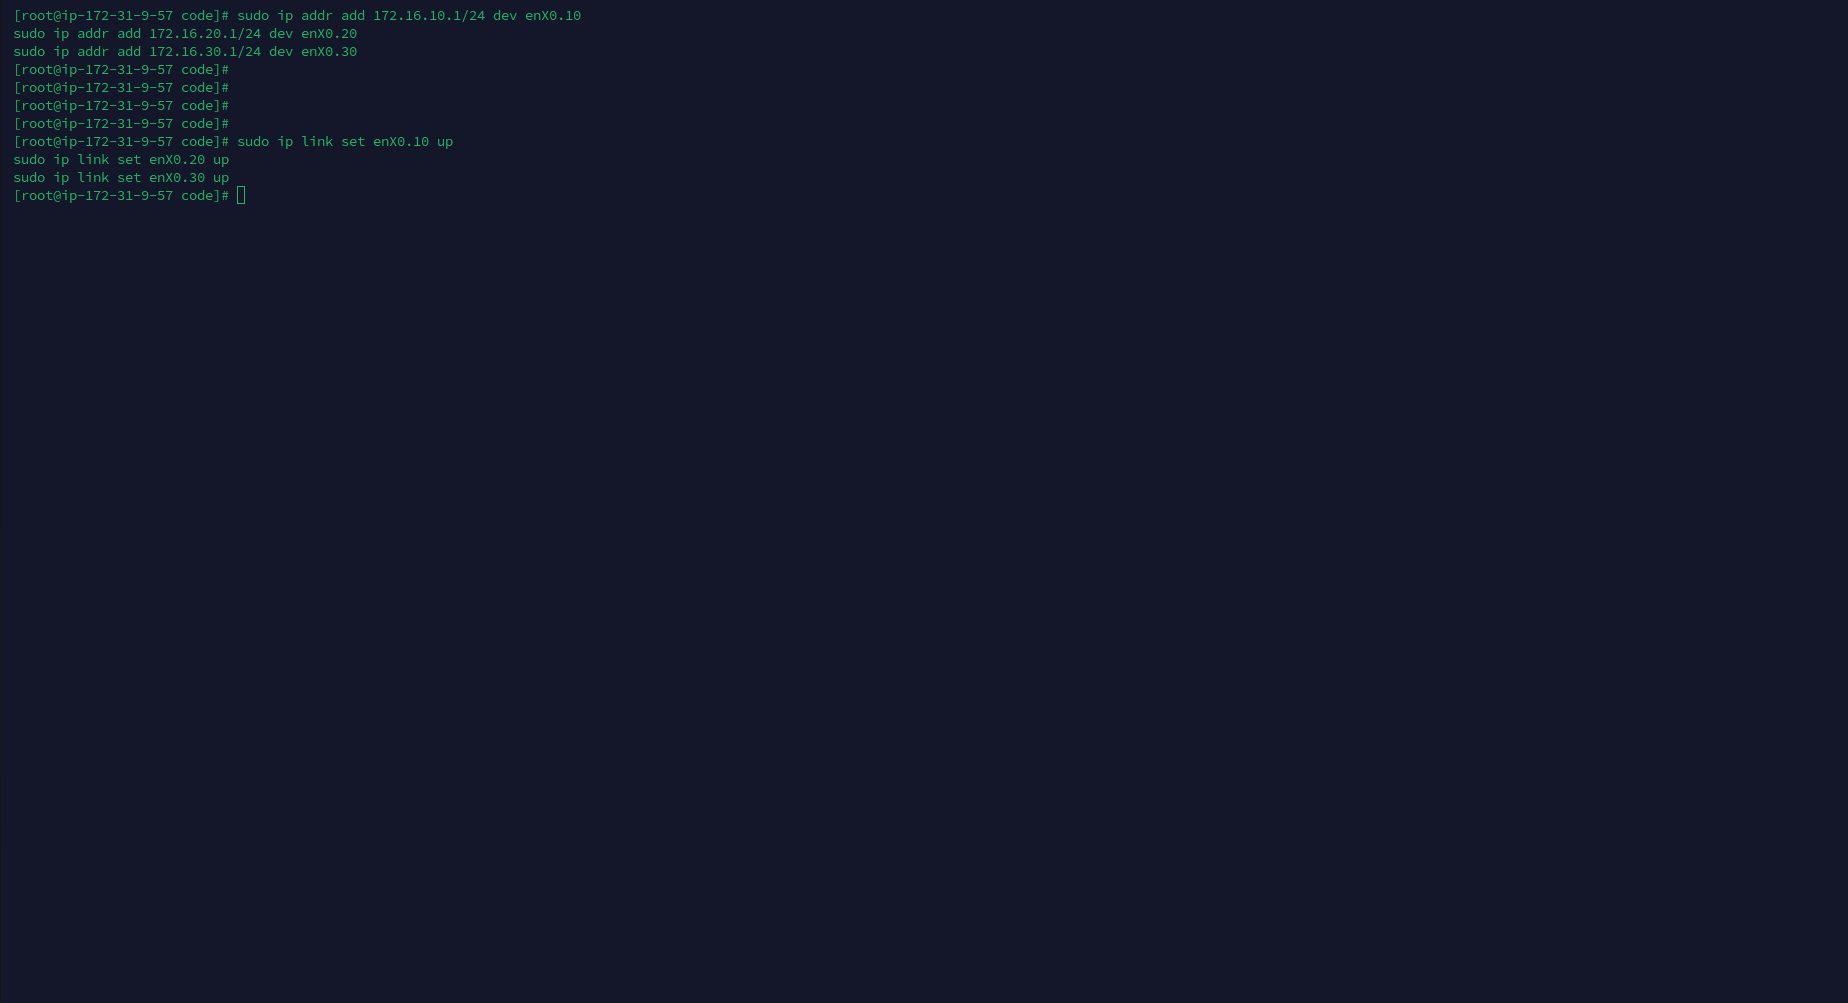 [root@ip-172-31-9-57 code]# sudo ip addr add 172.16.10.1/24 dev enX0.10
sudo ip addr add 172.16.20.1/24 dev enX0.20
sudo ip addr add 172.16.30.1/24 dev enX0.30
[root@ip-172-31-9-57 code]#
[root@ip-172-31-9-57 code]#
[root@ip-172-31-9-57 code]#
[root@ip-172-31-9-57 code]#
[root@ip-172-31-9-57 code]# sudo ip link set enX0.10 up
sudo ip link set enX0.20 up
sudo ip link set enX0.30 up
[root@ip-172-31-9-57 code]#